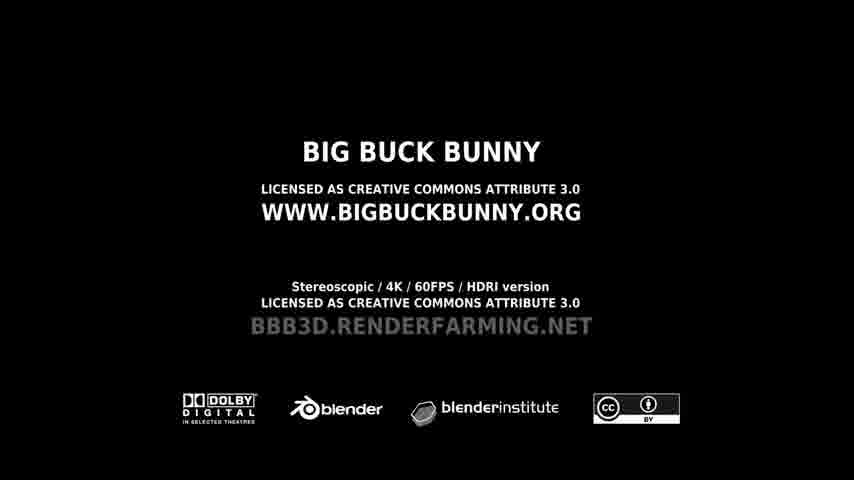 BIG BUCK BUNNY
LICENSED AS CREATIVE COMMONS ATTRIBUTE 3.0
WWW.BIGBUCKBUNNY.ORG
Stereoscopic / 4K / 60FPS / HDRI version
LICENSED AS CREATIVE COMMONS ATTRIBUTE 3.0
BBB3D.RENDERFARMING.NET
DOLBY
DIGITAL
IN SELECTED THEATRES
blender
blenderinstitute
cc
BY